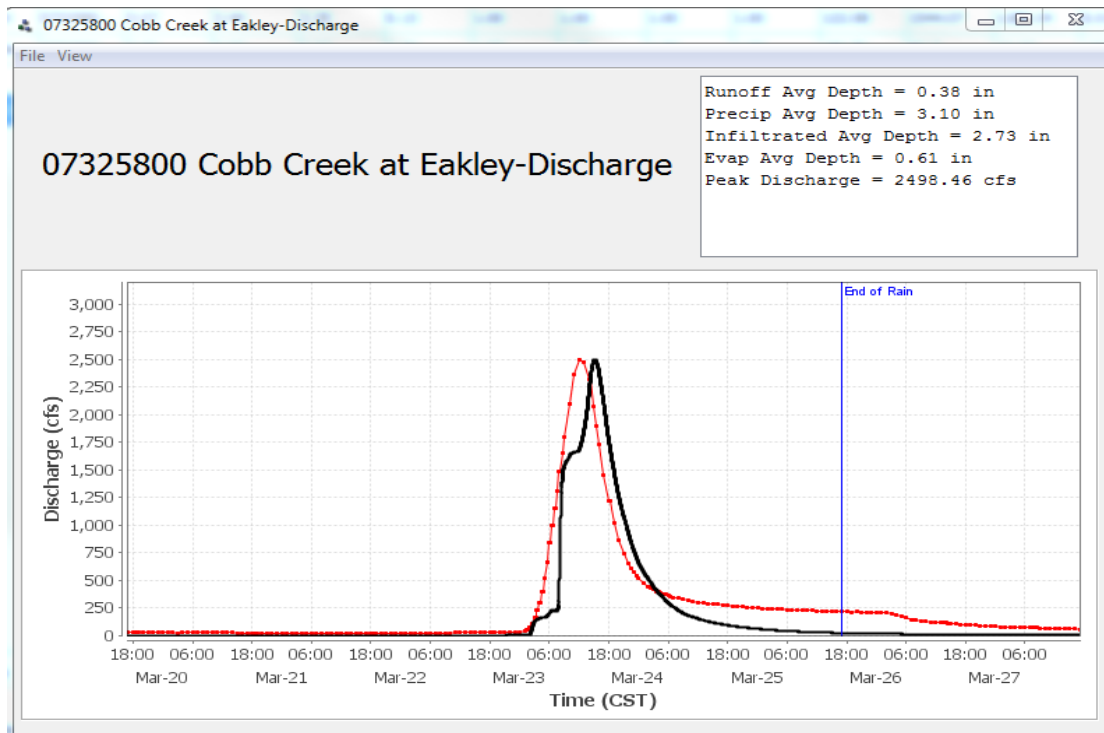 07325800 Cobb Creek at Eakley-Discharge
File View
Runoff Avg Depth = 0.38 in
Precip Avg Depth = 3.10 in
Infiltrated Avg Depth = 2.73 in
Evap Avg Depth = 0.61 in
Peak Discharge = 2498.46 cfs
07325800 Cobb Creek at Eakley-Discharge
End of Rain
3,000
2,750
2,500
2,250
2,000
1,750
1,500
1,250
1,000
750
500
250
0
Discharge (cfs)
18:00 06:00 18:00 06:00 18:00 06:00 18:00 06:00 18:00 06:00 18:00 06:00 18:00 06:00 18:00 06:00
Mar-20 Mar-21 Mar-22 Mar-23 Mar-24 Mar-25 Mar-26 Mar-27
Time (CST)